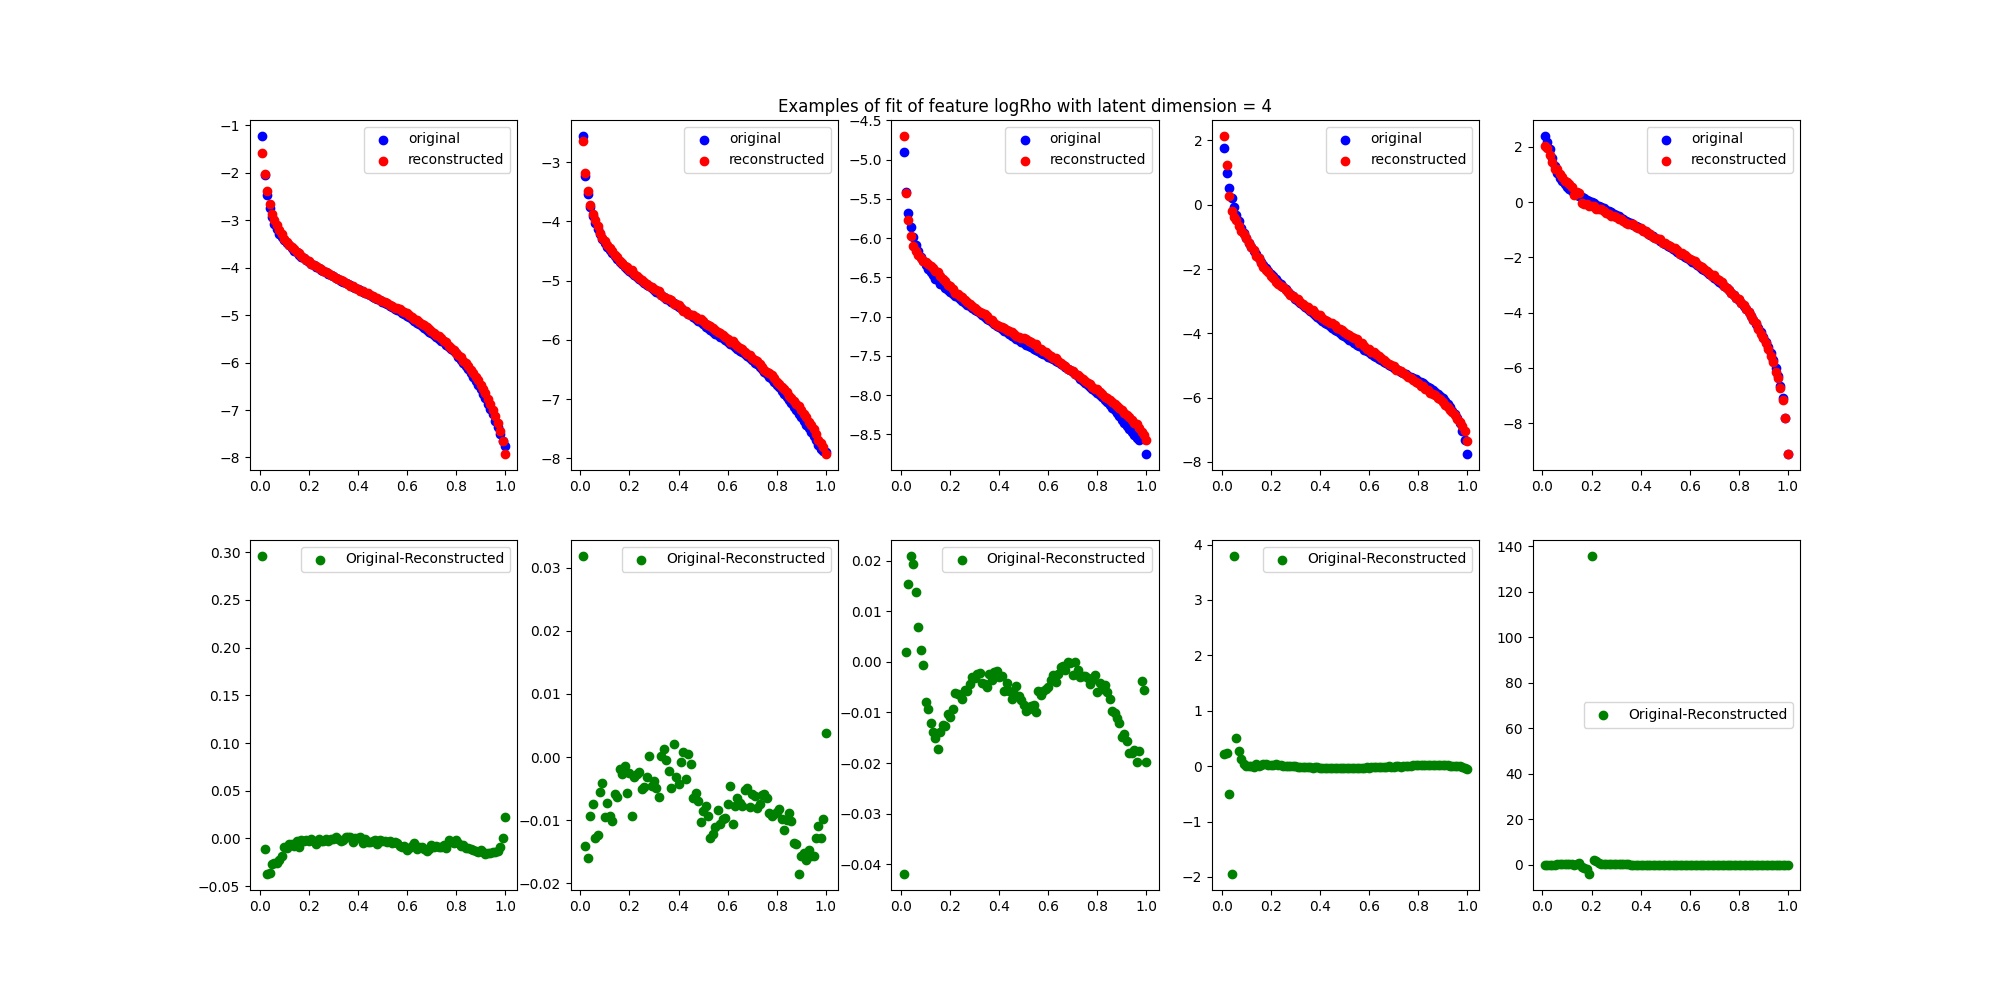 Examples of fit of feature logRho with latent dimension = 4
original
reconstructed
−1
−2
−3
−4
−5
−6
−7
−8
0.0 0.2 0.4 0.6 0.8 1.0
original
reconstructed
−3
−4
−5
−6
−7
−8
0.0 0.2 0.4 0.6 0.8 1.0
original
reconstructed
−4.5
−5.0
−5.5
−6.0
−6.5
−7.0
−7.5
−8.0
−8.5
0.0 0.2 0.4 0.6 0.8 1.0
original
reconstructed
2
0
−2
−4
−6
−8
0.0 0.2 0.4 0.6 0.8 1.0
original
reconstructed
2
0
−2
−4
−6
−8
0.0 0.2 0.4 0.6 0.8 1.0
Original-Reconstructed
0.30
0.25
0.20
0.15
0.10
0.05
0.00
−0.05
0.0 0.2 0.4 0.6 0.8 1.0
Original-Reconstructed
0.03
0.02
0.01
0.00
−0.01
−0.02
0.0 0.2 0.4 0.6 0.8 1.0
Original-Reconstructed
0.02
0.01
0.00
−0.01
−0.02
−0.03
−0.04
0.0 0.2 0.4 0.6 0.8 1.0
Original-Reconstructed
4
3
2
1
0
−1
−2
0.0 0.2 0.4 0.6 0.8 1.0
Original-Reconstructed
140
120
100
80
60
40
20
0
0.0 0.2 0.4 0.6 0.8 1.0